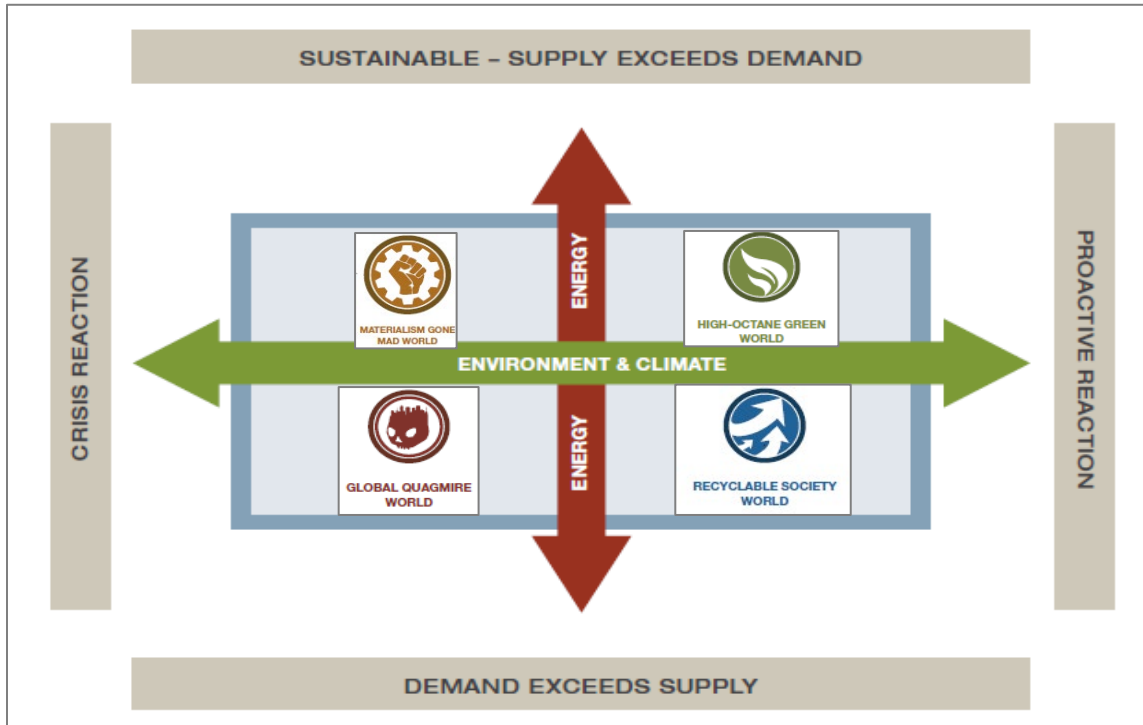 SUSTAINABLE – SUPPLY EXCEEDS DEMAND
CRISIS REACTION
PROACTIVE REACTION
ENERGY
MATERIALISM GONE
MAD WORLD
HIGH-OCTANE GREEN
WORLD
ENVIRONMENT & CLIMATE
ENERGY
GLOBAL QUAGMIRE
WORLD
RECYCLABLE SOCIETY
WORLD
DEMAND EXCEEDS SUPPLY